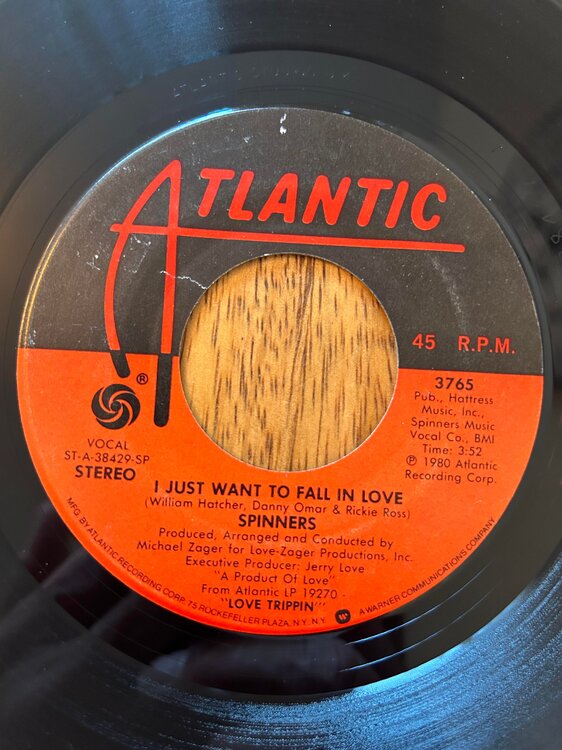 ATLANTIC
45 R.P.M.
®
3765
Pub., Hattress
Music, Inc.,
Spinners Music
Vocal Co., BMI
Time: 3:52
℗ 1980 Atlantic
Recording Corp.
VOCAL
ST-A-38429-SP
STEREO
I JUST WANT TO FALL IN LOVE
(William Hatcher, Danny Omar & Rickie Ross)
SPINNERS
Produced, Arranged and Conducted by
Michael Zager for Love-Zager Productions, Inc.
Executive Producer: Jerry Love
"A Product Of Love"
From Atlantic LP 19270 -
"LOVE TRIPPIN'"
MFG. BY ATLANTIC RECORDING CORP. 75 ROCKEFELLER PLAZA, N.Y. N.Y.
A WARNER COMMUNICATIONS COMPANY